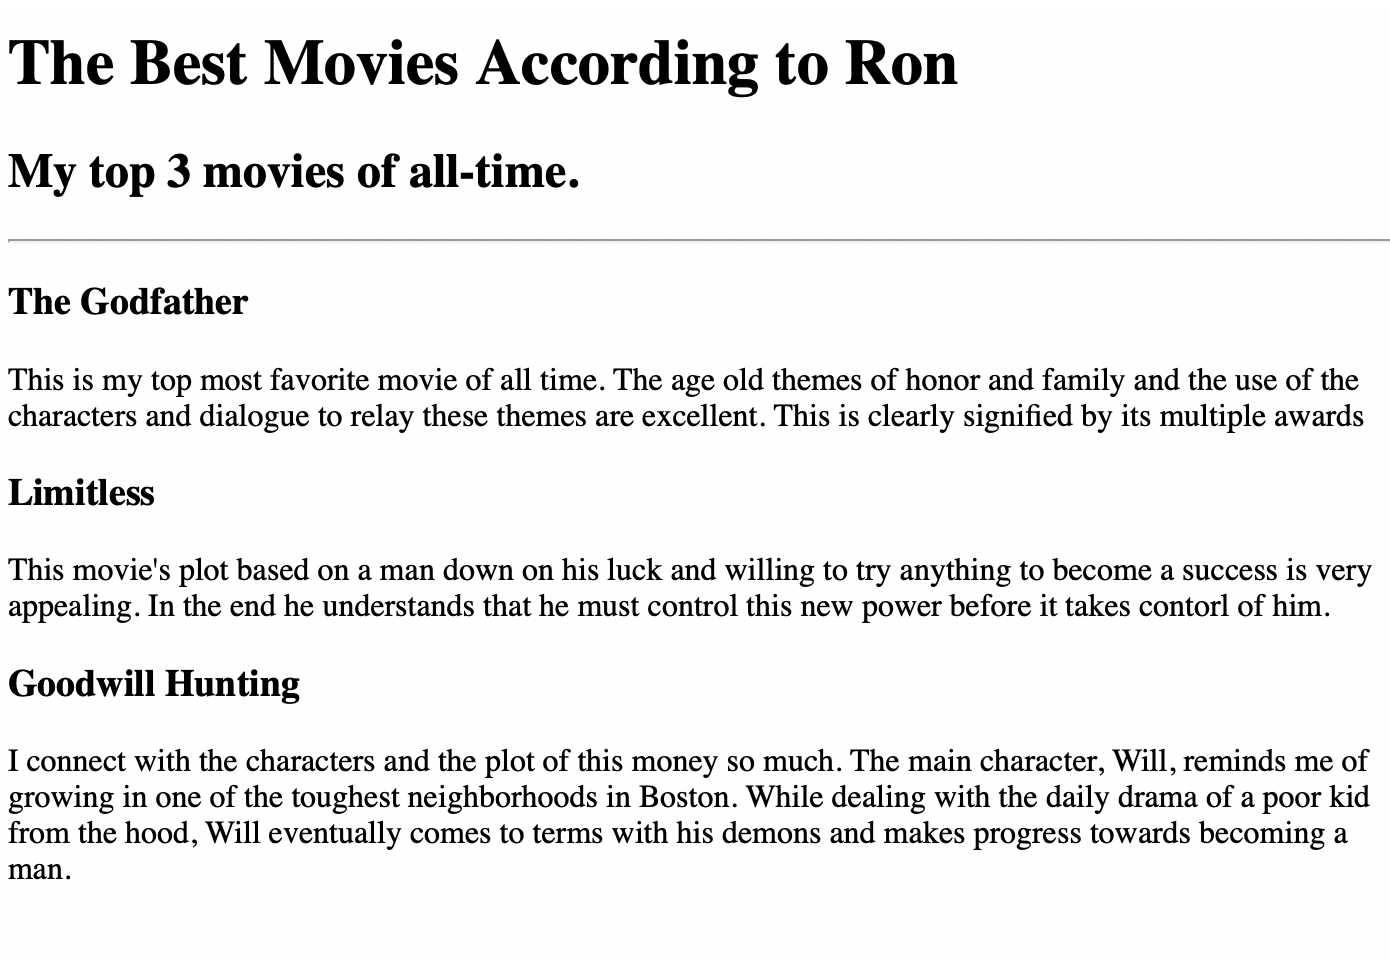 The Best Movies According to Ron
My top 3 movies of all-time.
The Godfather
This is my top most favorite movie of all time. The age old themes of honor and family and the use of the
characters and dialogue to relay these themes are excellent. This is clearly signified by its multiple awards
Limitless
This movie's plot based on a man down on his luck and willing to try anything to become a success is very
appealing. In the end he understands that he must control this new power before it takes contorl of him.
Goodwill Hunting
I connect with the characters and the plot of this money so much. The main character, Will, reminds me of
growing in one of the toughest neighborhoods in Boston. While dealing with the daily drama of a poor kid
from the hood, Will eventually comes to terms with his demons and makes progress towards becoming a
man.